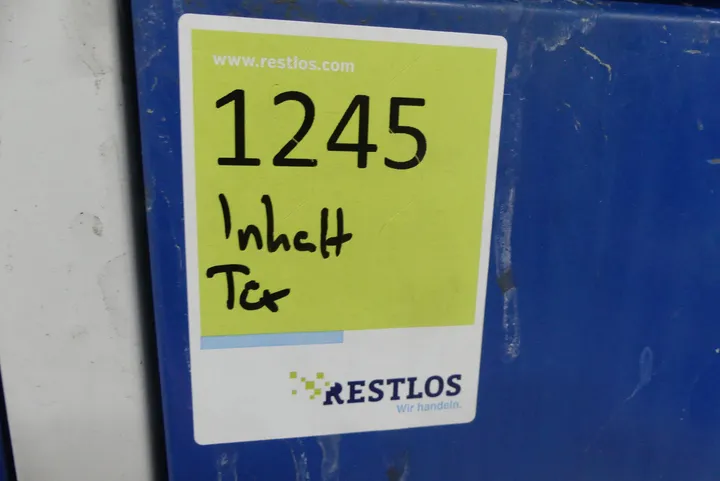 www.restlos.com
1245
Inhalt
RESTLOS
Wir handeln.